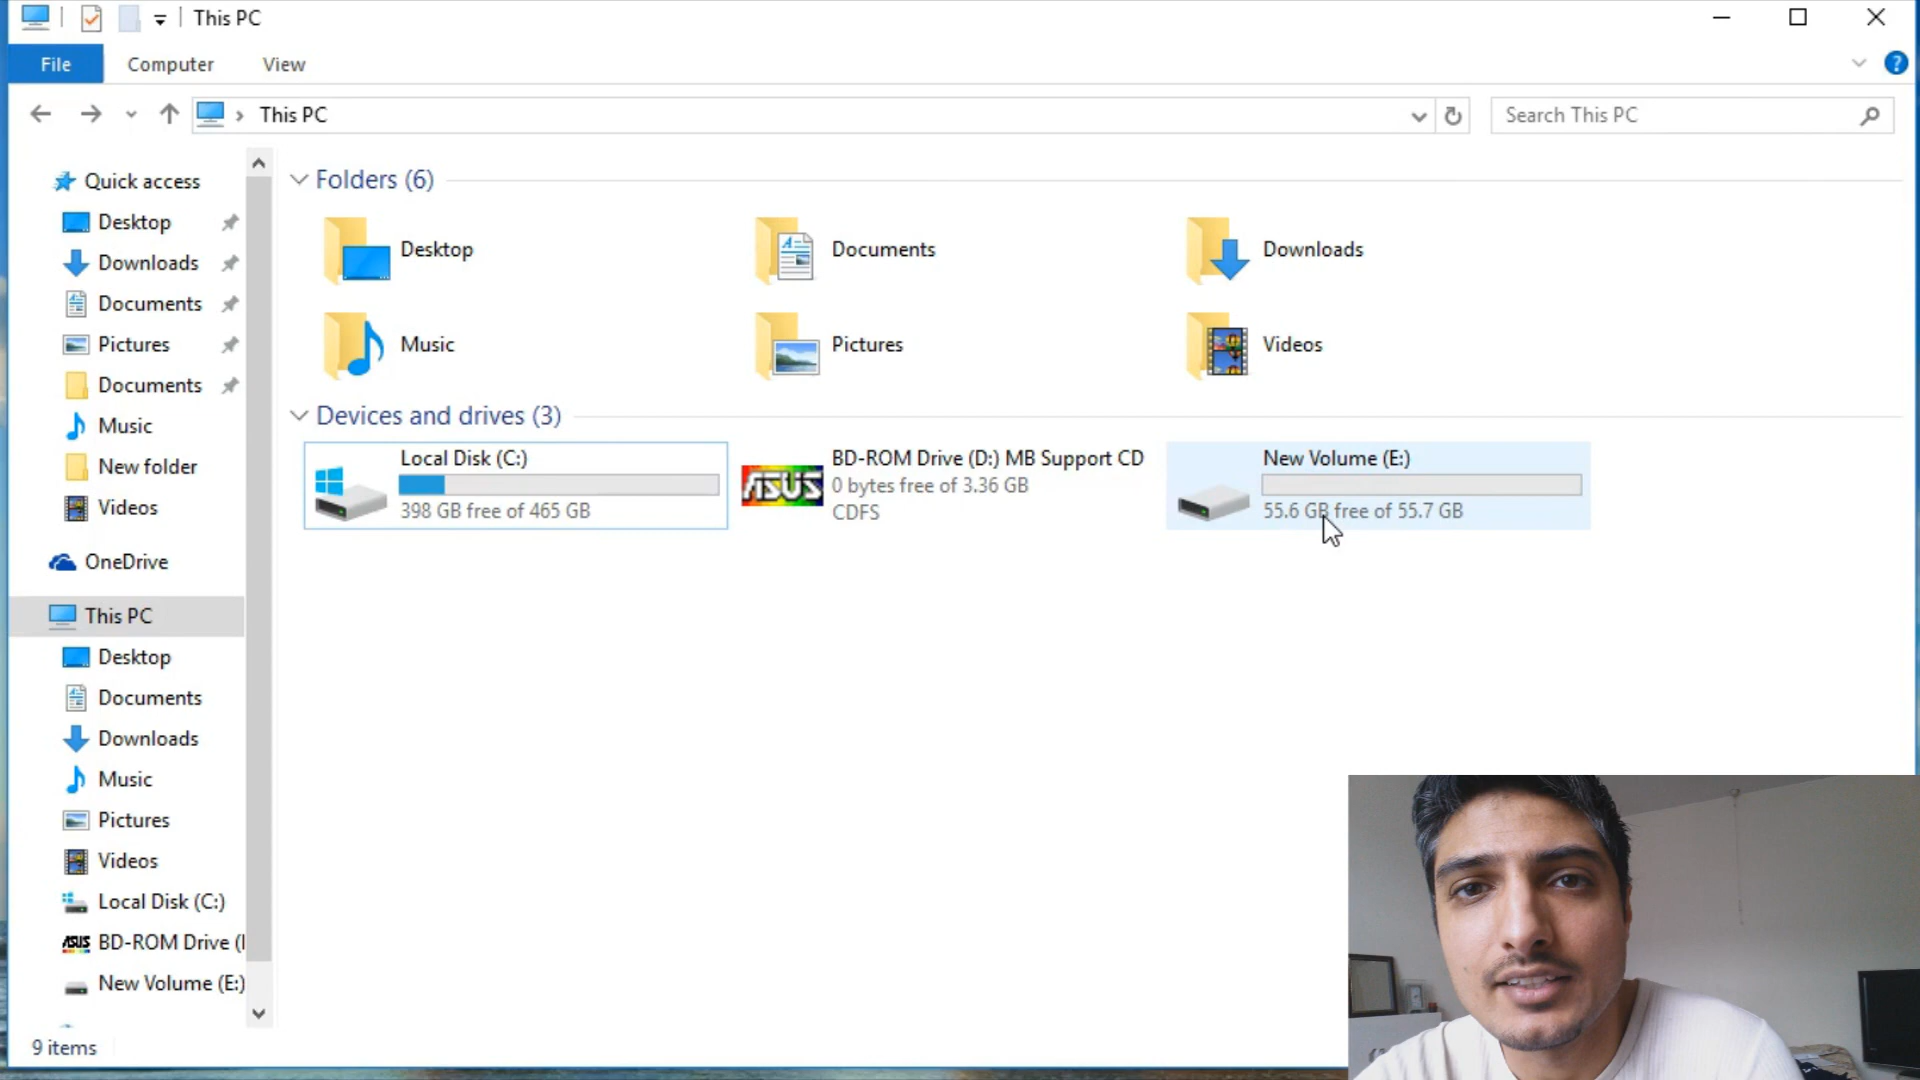 This PC
File
Computer
View
This PC
Search This PC
Quick access
Desktop
Downloads
Documents
Pictures
Documents
Music
New folder
Videos
OneDrive
This PC
Desktop
Documents
Downloads
Music
Pictures
Videos
Local Disk (C:)
ASUS BD-ROM Drive (
New Volume (E:)
Folders (6)
Desktop
Documents
Downloads
Music
Pictures
Videos
Devices and drives (3)
Local Disk (C:)
398 GB free of 465 GB
ASUS
BD-ROM Drive (D:) MB Support CD
0 bytes free of 3.36 GB
CDFS
New Volume (E:)
55.6 GB free of 55.7 GB
9 items